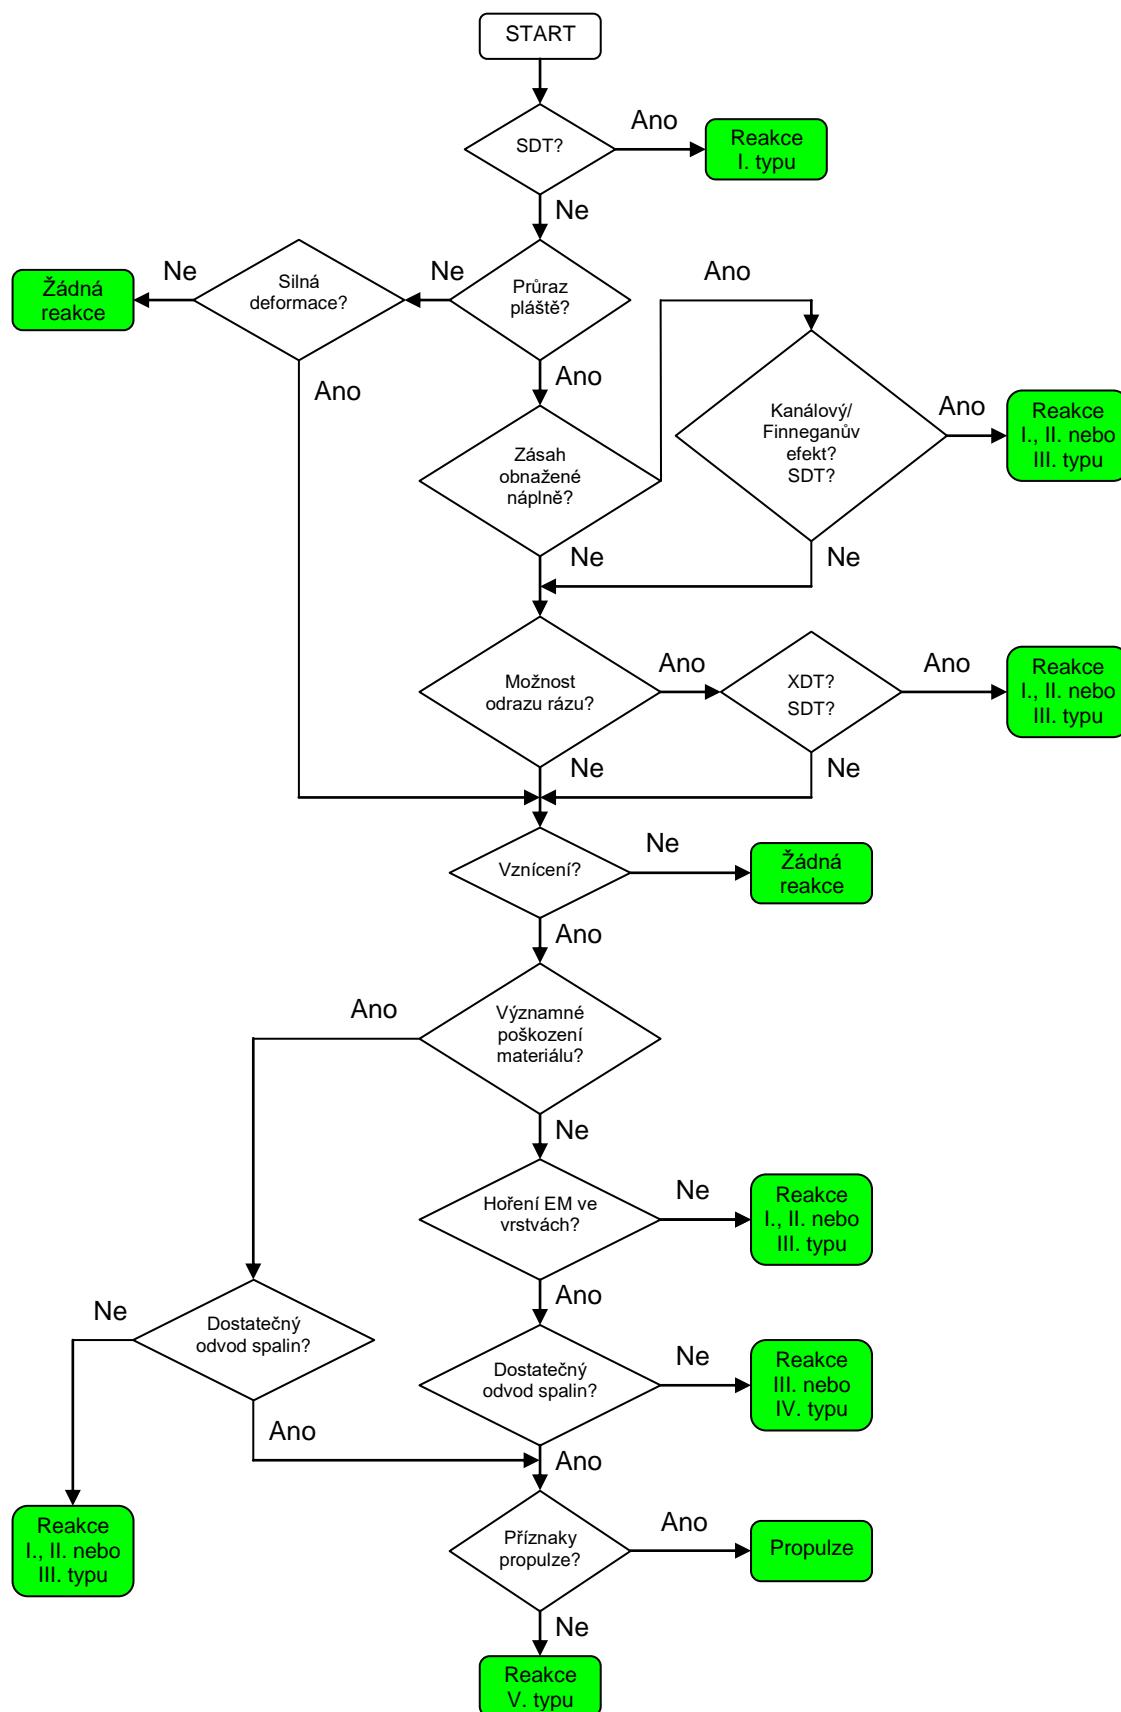 START
SDT?
Ano
Reakce
I. typu
Ne
Průraz
pláště?
Ne
Silná
deformace?
Ne
Žádná
reakce
Ano
Ano
Ano
Zásah
obnažené
náplně?
Kanálový/
Finneganův
efekt?
SDT?
Ano
Reakce
I., II. nebo
III. typu
Ne
Ne
Možnost
odrazu rázu?
Ano
XDT?
SDT?
Ano
Reakce
I., II. nebo
III. typu
Ne
Ne
Vznícení?
Ne
Žádná
reakce
Ano
Významné
poškození
materiálu?
Ano
Ne
Hoření EM ve
vrstvách?
Ne
Reakce
I., II. nebo
III. typu
Ano
Dostatečný
odvod spalin?
Ne
Dostatečný
odvod spalin?
Ne
Reakce
III. nebo
IV. typu
Ano
Ano
Reakce
I., II. nebo
III. typu
Příznaky
propulze?
Ano
Propulze
Ne
Reakce
V. typu